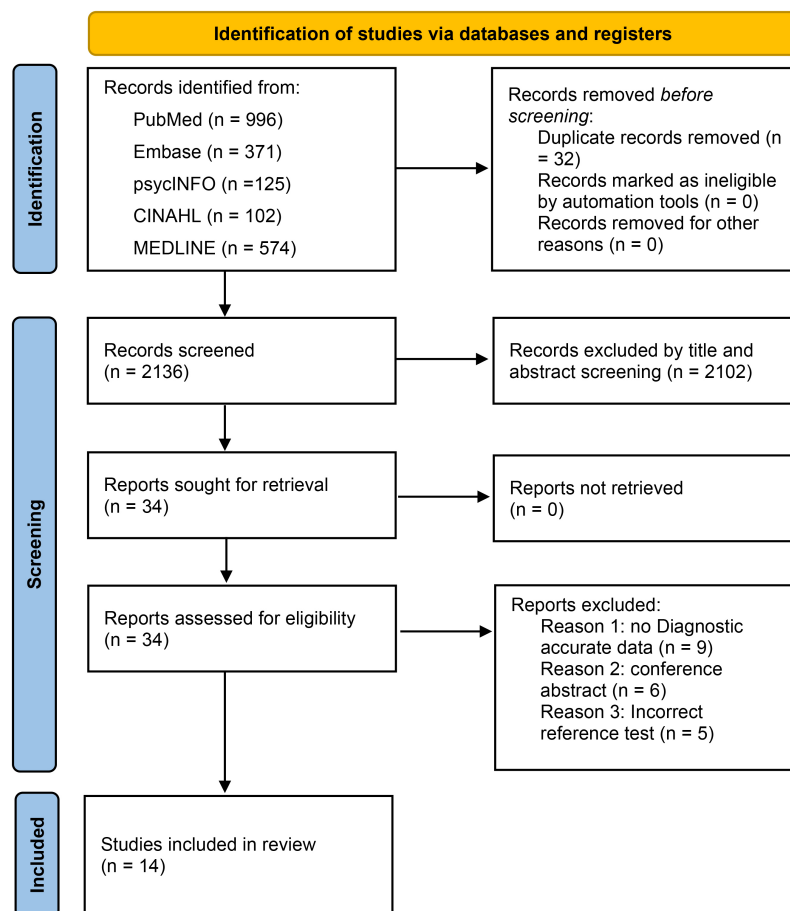 Identification of studies via databases and registers
Identification
Records identified from:
PubMed (n = 996)
Embase (n = 371)
psycINFO (n =125)
CINAHL (n = 102)
MEDLINE (n = 574)
Records removed before
screening:
Duplicate records removed (n
= 32)
Records marked as ineligible
by automation tools (n = 0)
Records removed for other
reasons (n = 0)
Screening
Records screened
(n = 2136)
Records excluded by title and
abstract screening (n = 2102)
Reports sought for retrieval
(n = 34)
Reports not retrieved
(n = 0)
Reports assessed for eligibility
(n = 34)
Reports excluded:
Reason 1: no Diagnostic
accurate data (n = 9)
Reason 2: conference
abstract (n = 6)
Reason 3: Incorrect
reference test (n = 5)
Included
Studies included in review
(n = 14)